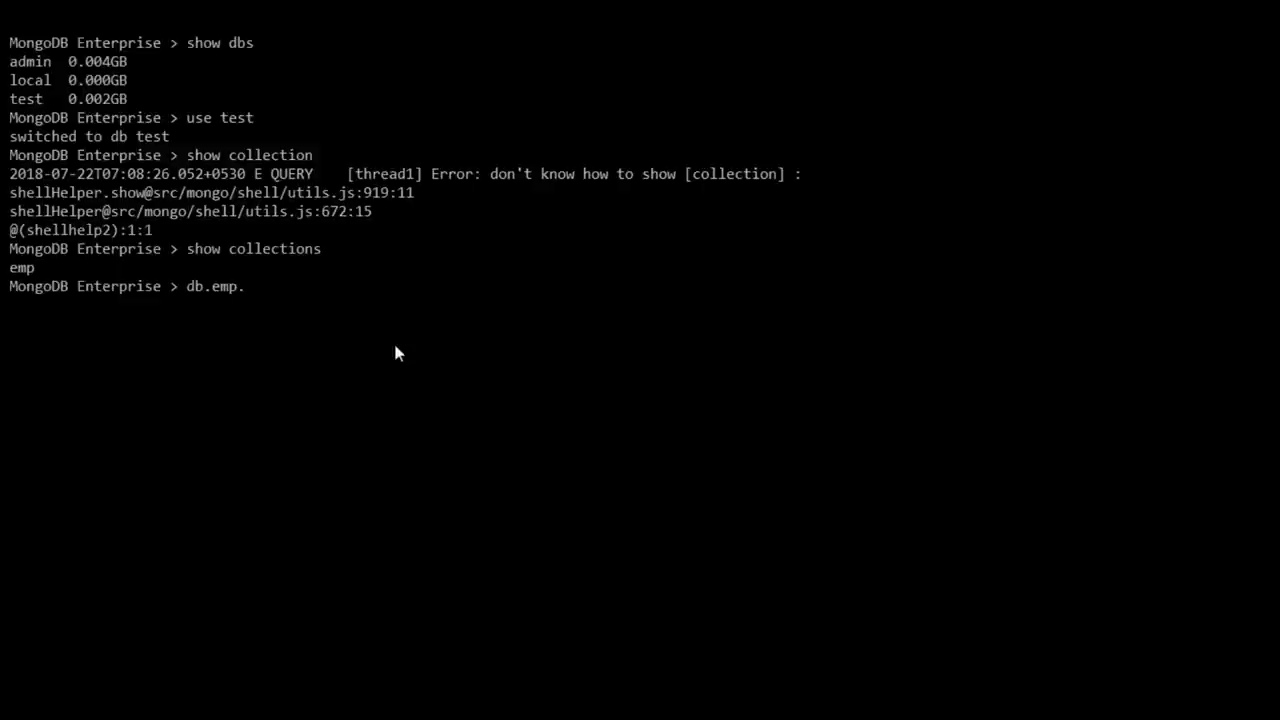 MongoDB Enterprise > show dbs
admin  0.004GB
local  0.000GB
test   0.002GB
MongoDB Enterprise > use test
switched to db test
MongoDB Enterprise > show collection
2018-07-22T07:08:26.052+0530 E QUERY    [thread1] Error: don't know how to show [collection] :
shellHelper.show@src/mongo/shell/utils.js:919:11
shellHelper@src/mongo/shell/utils.js:672:15
@(shellhelp2):1:1
MongoDB Enterprise > show collections
emp
MongoDB Enterprise > db.emp.